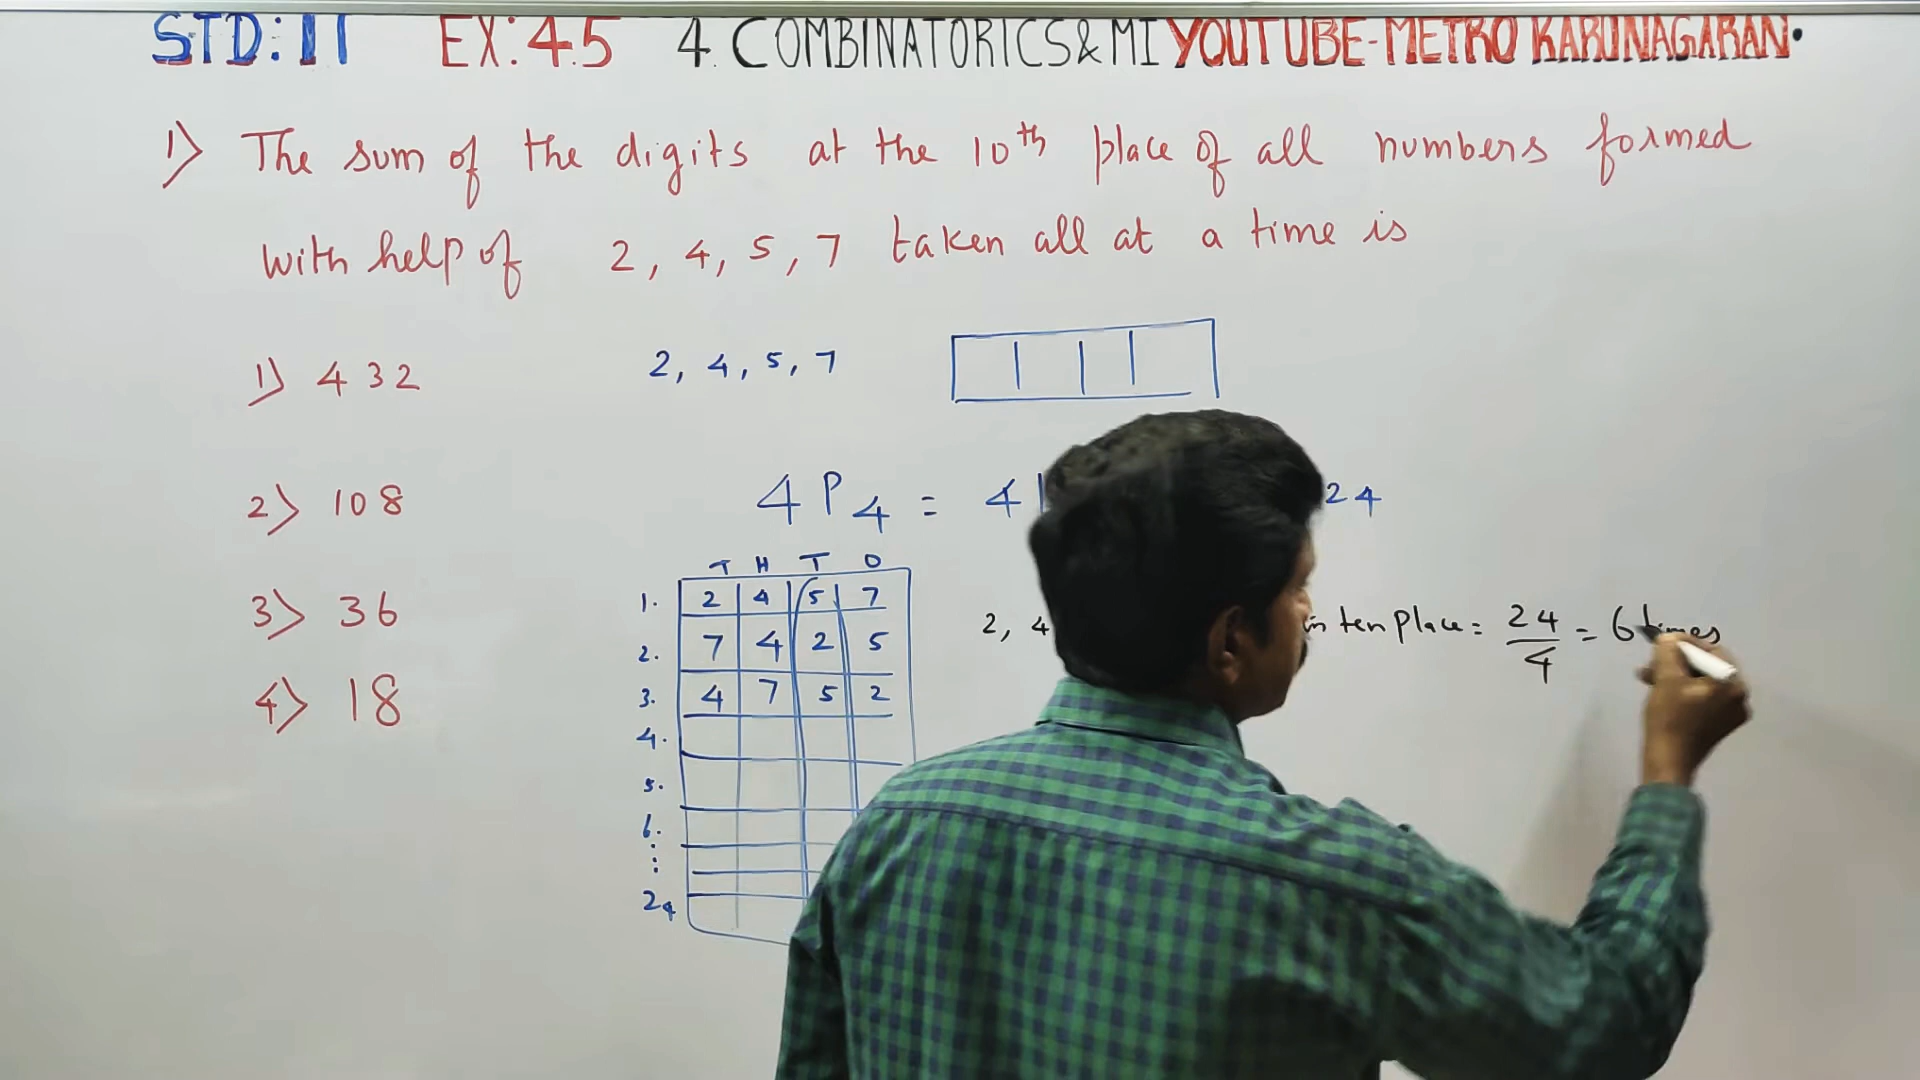 STD: 11 EX: 4.5 4. COMBINATORICS & MI YOUTUBE-METRO KARUNAGARAN.
1) The sum of the digits at the 10th place of all numbers formed
with help of 2, 4, 5, 7 taken all at a time is
1) 432
2) 108
3) 36
4) 18
2, 4, 5, 7
4P4 = 4 24
T H T O
1. 2 4 5 7
2. 7 4 2 5
3. 4 7 5 2
4.
5.
6.
24
2, 4 in ten place = 24/4 = 6 times